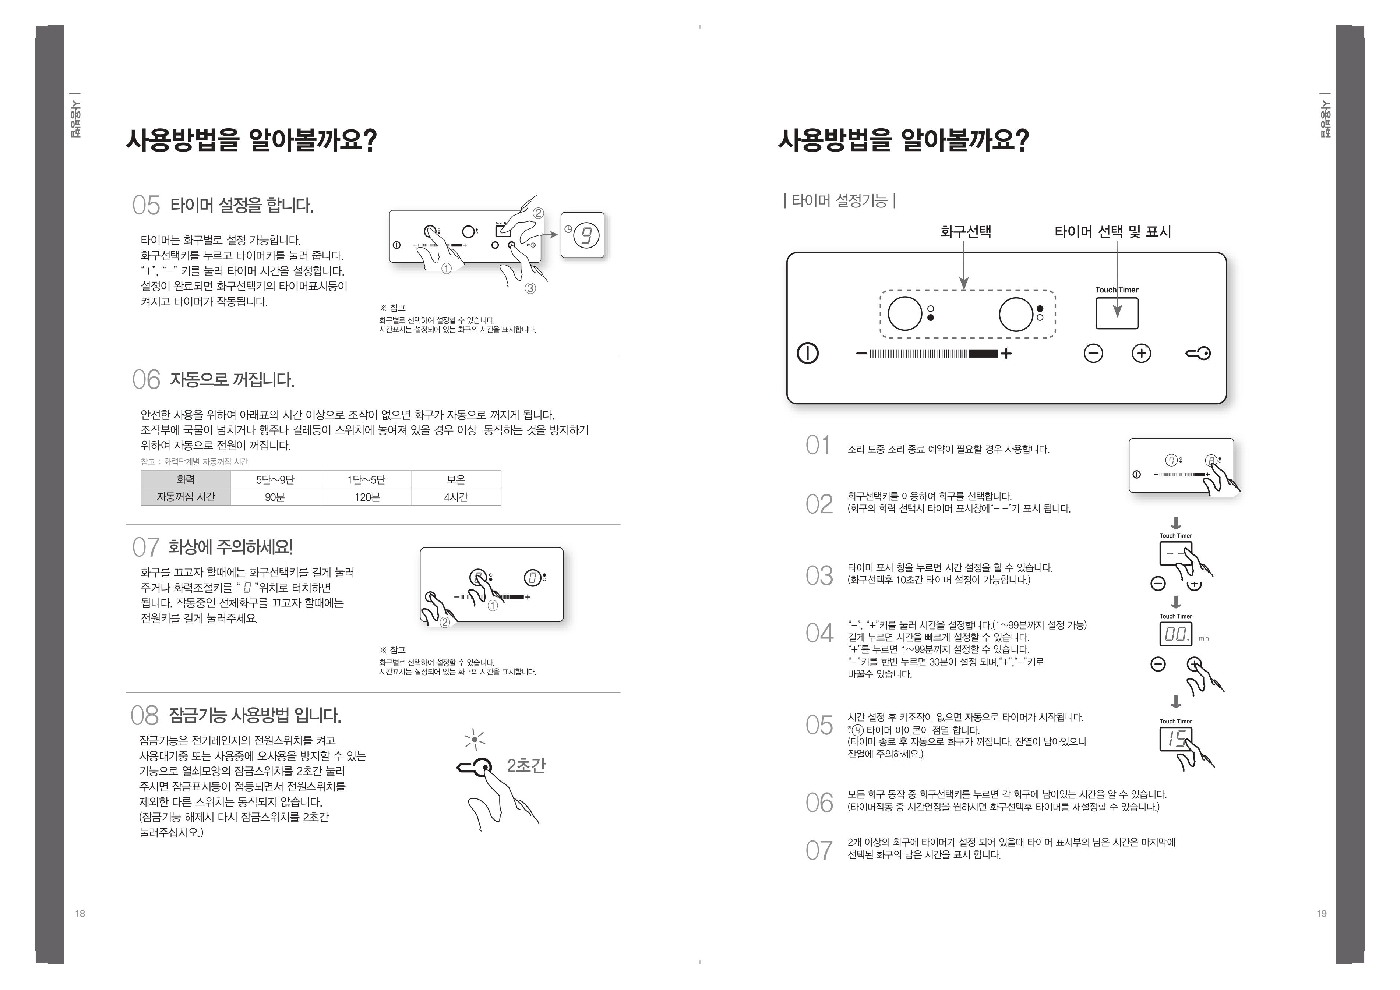 사용방법
사용방법을 알아볼까요?
05 타이머 설정을 합니다.
타이머는 화구별로 설정 가능합니다.
화구선택키를 누르고 타이머키를 눌러 줍니다.
“+”, “-” 키를 눌러 타이머 시간을 설정합니다.
설정이 완료되면 화구선택키의 타이머표시등이
켜지고 타이머가 작동됩니다.
①
②
③
9
※ 참고
화구별로 선택하여 설정할 수 있습니다.
시간표시는 설정되어 있는 화구의 시간을 표시합니다.
06 자동으로 꺼집니다.
안전한 사용을 위하여 아래표의 시간 이상으로 조작이 없으면 화구가 자동으로 꺼지게 됩니다.
조작부에 국물이 넘치거나 행주나 걸레등이 스위치에 놓여져 있을 경우 이상 동작하는 것을 방지하기
위하여 자동으로 전원이 꺼집니다.
참고 : 화력단계별 자동꺼짐 시간
화력 5단~9단 1단~5단 보온
자동꺼짐 시간 90분 120분 4시간
07 화상에 주의하세요!
화구를 끄고자 할때에는 화구선택키를 길게 눌러
주거나 화력조절키를 “ 0 ”위치로 터치하면
됩니다. 작동중인 전체화구를 끄고자 할때에는
전원키를 길게 눌러주세요.
①
②
※ 참고
화구별로 선택하여 설정할 수 있습니다.
시간표시는 설정되어 있는 화구의 시간을 표시합니다.
08 잠금기능 사용방법 입니다.
잠금기능은 전기레인지의 전원스위치를 켜고
사용대기중 또는 사용중에 오사용을 방지할 수 있는
기능으로 열쇠모양의 잠금스위치를 2초간 눌러
주시면 잠금표시등이 점등되면서 전원스위치를
제외한 다른 스위치는 동작되지 않습니다.
(잠금기능 해제시 다시 잠금스위치를 2초간
눌러주십시오.)
2초간
18
사용방법
사용방법을 알아볼까요?
| 타이머 설정기능 |
화구선택 타이머 선택 및 표시
Touch Timer
01 조리 도중 조리 종료 예약이 필요할 경우 사용합니다.
02 화구선택키를 이용하여 화구를 선택합니다.
(화구의 화력 선택시 타이머 표시창에“– –”가 표시 됩니다.
Touch Timer
03 타이머 표시 창을 누르면 시간 설정을 할 수 있습니다.
(화구선택후 10초간 타이머 설정이 가능합니다.)
Touch Timer
00. min
04 “–”, “+”키를 눌러 시간을 설정합니다.(1~99분까지 설정 가능)
길게 누르면 시간을 빠르게 설정할 수 있습니다.
“+”를 누르면 1~99분까지 설정할 수 있습니다.
“–”키를 한번 누르면 30분이 설정 되며,“+”,“–”키로
바꿀수 있습니다.
Touch Timer
15
05 시간 설정 후 키조작이 없으면 자동으로 타이머가 시작됩니다.
타이머 아이콘이 점멸 합니다.
(타이머 종료 후 자동으로 화구가 꺼집니다. 잔열이 남아있으니
잔열에 주의하세요.)
06 모든 화구 동작 중 화구선택키를 누르면 각 화구에 남아있는 시간을 알 수 있습니다.
(타이머작동 중 시간연장을 원하시면 화구선택후 타이머를 재설정할 수 있습니다.)
07 2개 이상의 화구에 타이머가 설정 되어 있을때 타이머 표시부의 남은 시간은 마지막에
선택된 화구의 남은 시간을 표시 합니다.
19